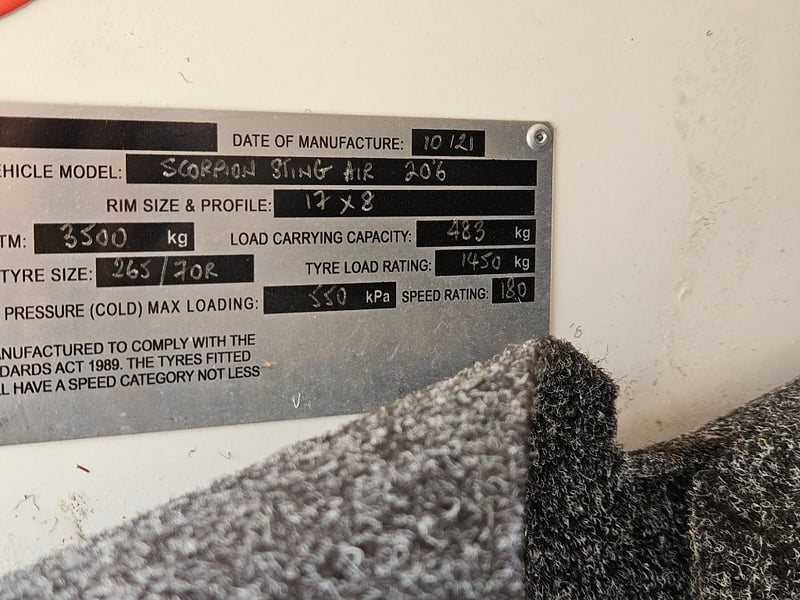 DATE OF MANUFACTURE: 10/21
EHICLE MODEL: SCORPION STING AIR 20'6
RIM SIZE & PROFILE: 17 x 8
TM: 3500 kg LOAD CARRYING CAPACITY: 483 kg
TYRE SIZE: 265/70R TYRE LOAD RATING: 1450 kg
PRESSURE (COLD) MAX LOADING: 550 kPa SPEED RATING: 180
ANUFACTURED TO COMPLY WITH THE
DARDS ACT 1989. THE TYRES FITTED
LL HAVE A SPEED CATEGORY NOT LESS